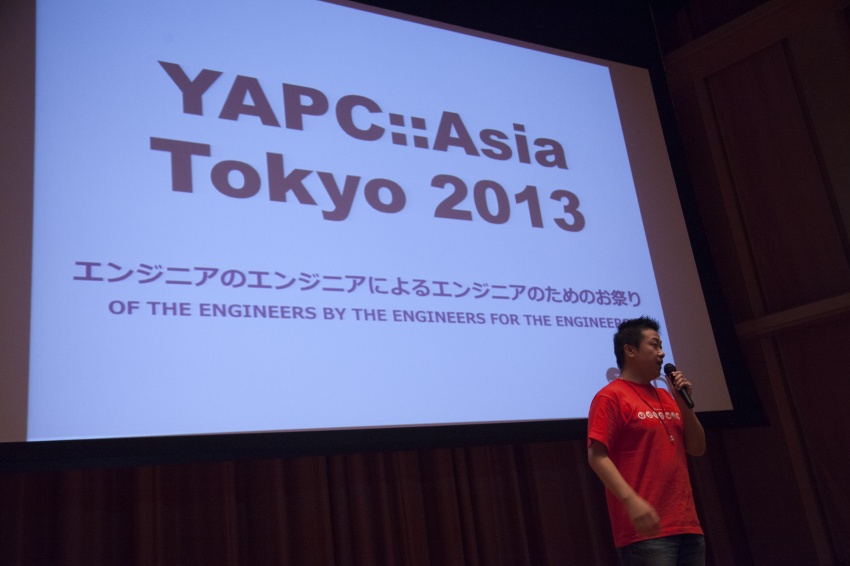 YAPC::Asia
Tokyo 2013
エンジニアのエンジニアによるエンジニアのためのお祭り
OF THE ENGINEERS BY THE ENGINEERS FOR THE ENGINEERS